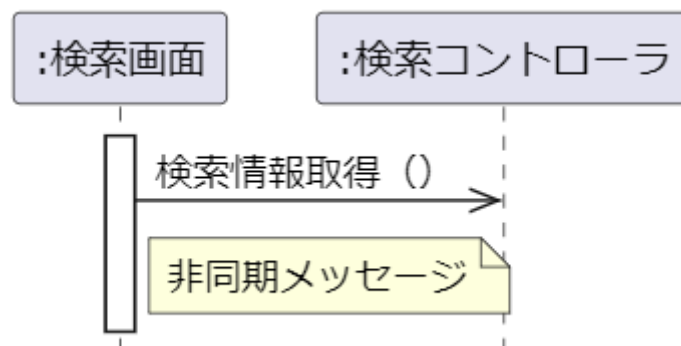 :検索画面
:検索コントローラ
検索情報取得（）
非同期メッセージ